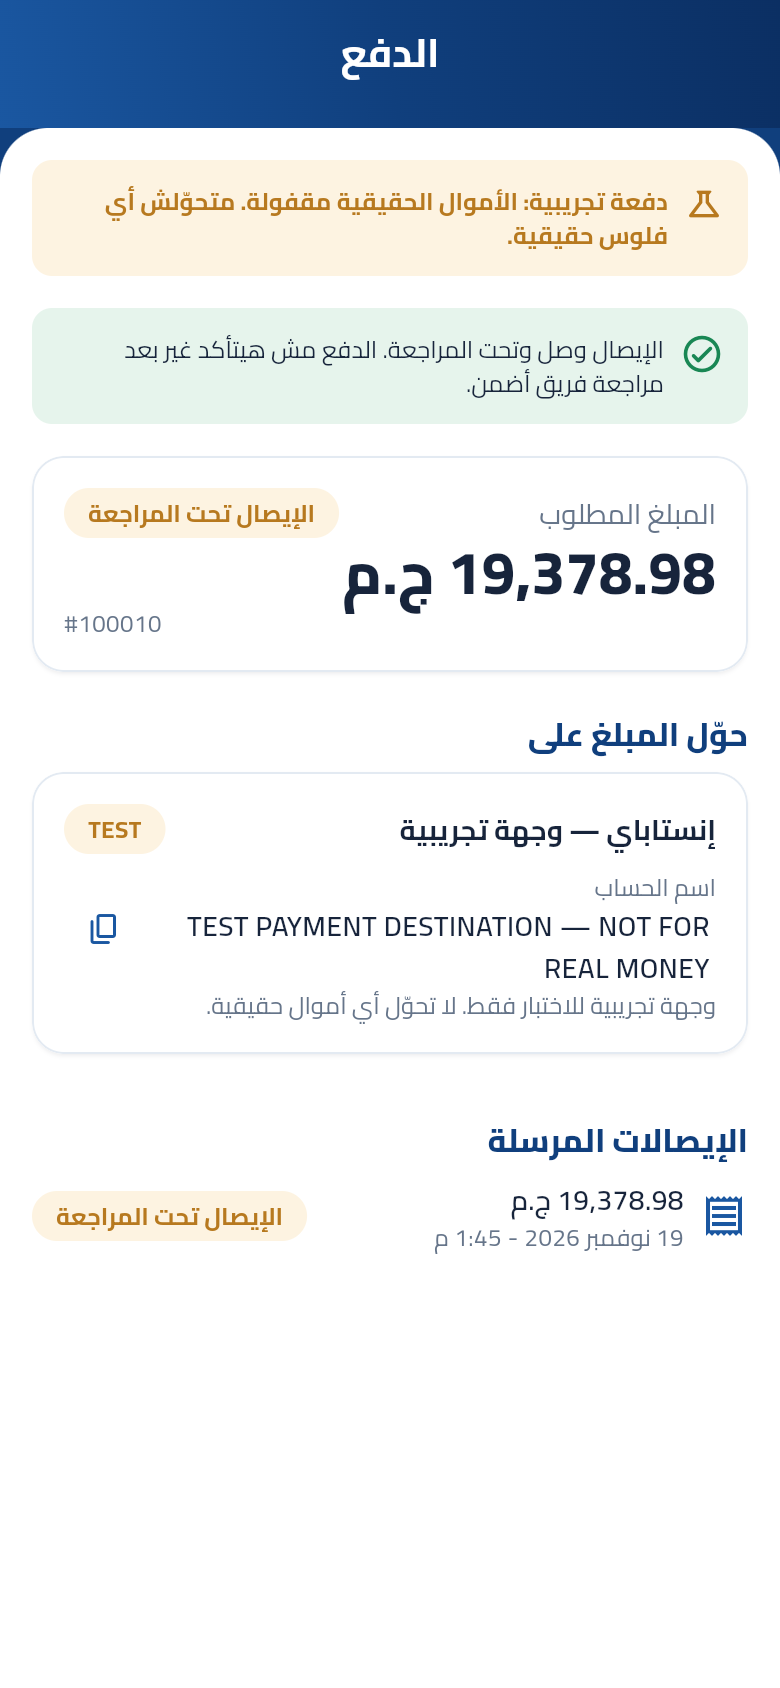 الدفع
دفعة تجريبية: الأموال الحقيقية مقفولة. متحوّلش أي
فلوس حقيقية.
الإيصال وصل وتحت المراجعة. الدفع مش هيتأكد غير بعد
مراجعة فريق أضمن.
المبلغ المطلوب
الإيصال تحت المراجعة
19,378.98 ج.م
#100010
حوّل المبلغ على
إنستاباي — وجهة تجريبية
TEST
اسم الحساب
TEST PAYMENT DESTINATION — NOT FOR
REAL MONEY
وجهة تجريبية للاختبار فقط. لا تحوّل أي أموال حقيقية.
الإيصالات المرسلة
19,378.98 ج.م
الإيصال تحت المراجعة
19 نوفمبر 2026 - 1:45 م